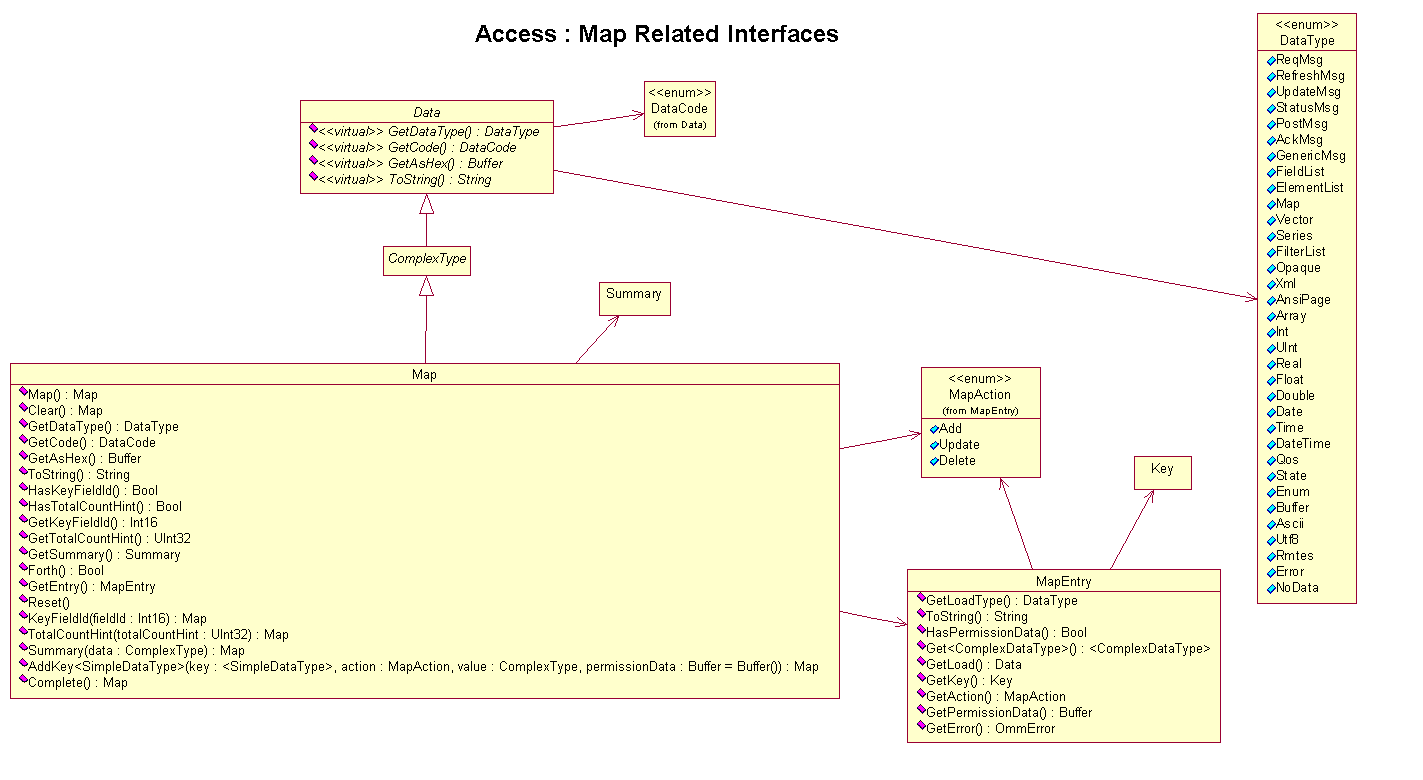 Access : Map Related Interfaces
<<enum>>
DataType
ReqMsg
RefreshMsg
UpdateMsg
StatusMsg
PostMsg
AckMsg
GenericMsg
FieldList
ElementList
Map
Vector
Series
FilterList
Opaque
Xml
AnsiPage
Array
Int
UInt
Real
Float
Double
Date
Time
DateTime
Qos
State
Enum
Buffer
Ascii
Utf8
Rmtes
Error
NoData
<<enum>>
DataCode
(from Data)
Data
<<virtual>> GetDataType() : DataType
<<virtual>> GetCode() : DataCode
<<virtual>> GetAsHex() : Buffer
<<virtual>> ToString() : String
ComplexType
Summary
Map
Map() : Map
Clear() : Map
GetDataType() : DataType
GetCode() : DataCode
GetAsHex() : Buffer
ToString() : String
HasKeyFieldId() : Bool
HasTotalCountHint() : Bool
GetKeyFieldId() : Int16
GetTotalCountHint() : UInt32
GetSummary() : Summary
Forth() : Bool
GetEntry() : MapEntry
Reset()
KeyFieldId(fieldId : Int16) : Map
TotalCountHint(totalCountHint : UInt32) : Map
Summary(data : ComplexType) : Map
AddKey<SimpleDataType>(key : <SimpleDataType>, action : MapAction, value : ComplexType, permissionData : Buffer = Buffer()) : Map
Complete() : Map
<<enum>>
MapAction
(from MapEntry)
Add
Update
Delete
Key
MapEntry
GetLoadType() : DataType
ToString() : String
HasPermissionData() : Bool
Get<ComplexDataType>() : <ComplexDataType>
GetLoad() : Data
GetKey() : Key
GetAction() : MapAction
GetPermissionData() : Buffer
GetError() : OmmError